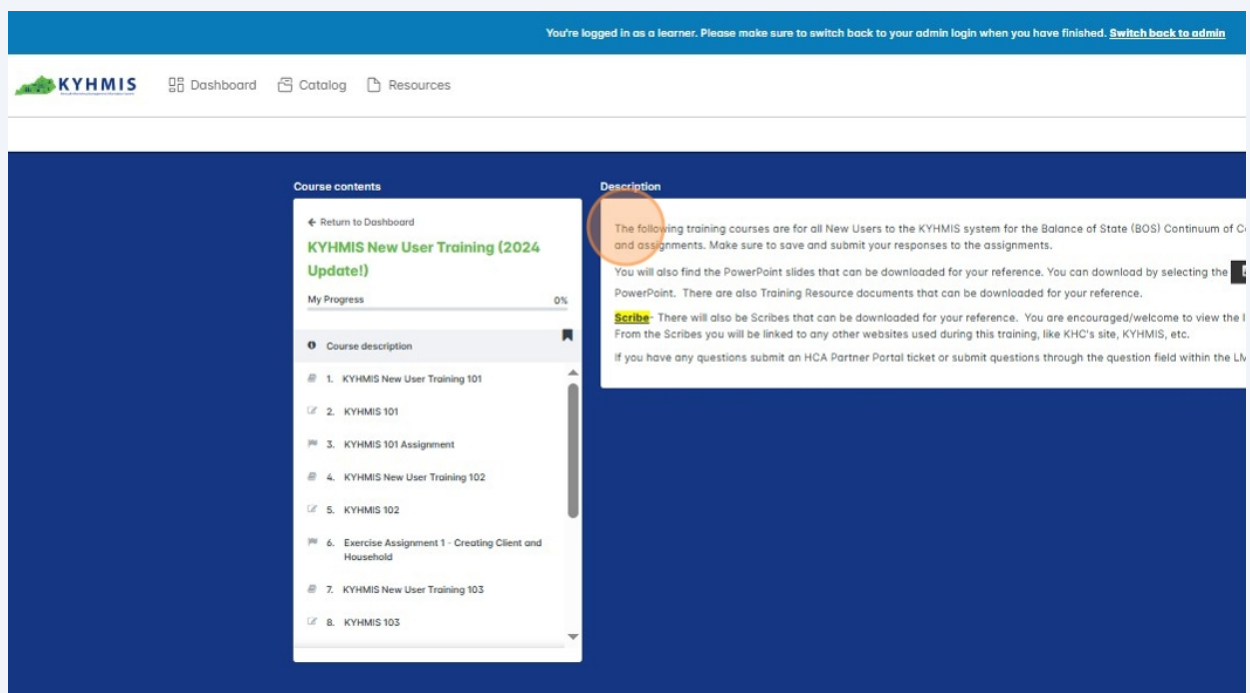 You're logged in as a learner. Please make sure to switch back to your admin login when you have finished. Switch back to admin
KYHMIS
Dashboard
Catalog
Resources
Course contents
← Return to Dashboard
KYHMIS New User Training (2024
Update!)
My Progress
0%
Course description
1. KYHMIS New User Training 101
2. KYHMIS 101
3. KYHMIS 101 Assignment
4. KYHMIS New User Training 102
5. KYHMIS 102
6. Exercise Assignment 1 - Creating Client and
Household
7. KYHMIS New User Training 103
8. KYHMIS 103
Description
The following training courses are for all New Users to the KYHMIS system for the Balance of State (BOS) Continuum of
and assignments. Make sure to save and submit your responses to the assignments.
You will also find the PowerPoint slides that can be downloaded for your reference. You can download by selecting the
PowerPoint. There are also Training Resource documents that can be downloaded for your reference.
Scribe- There will also be Scribes that can be downloaded for your reference. You are encouraged/welcome to view the
From the Scribes you will be linked to any other websites used during this training, like KHC's site, KYHMIS, etc.
If you have any questions submit an HCA Partner Portal ticket or submit questions through the question field within the